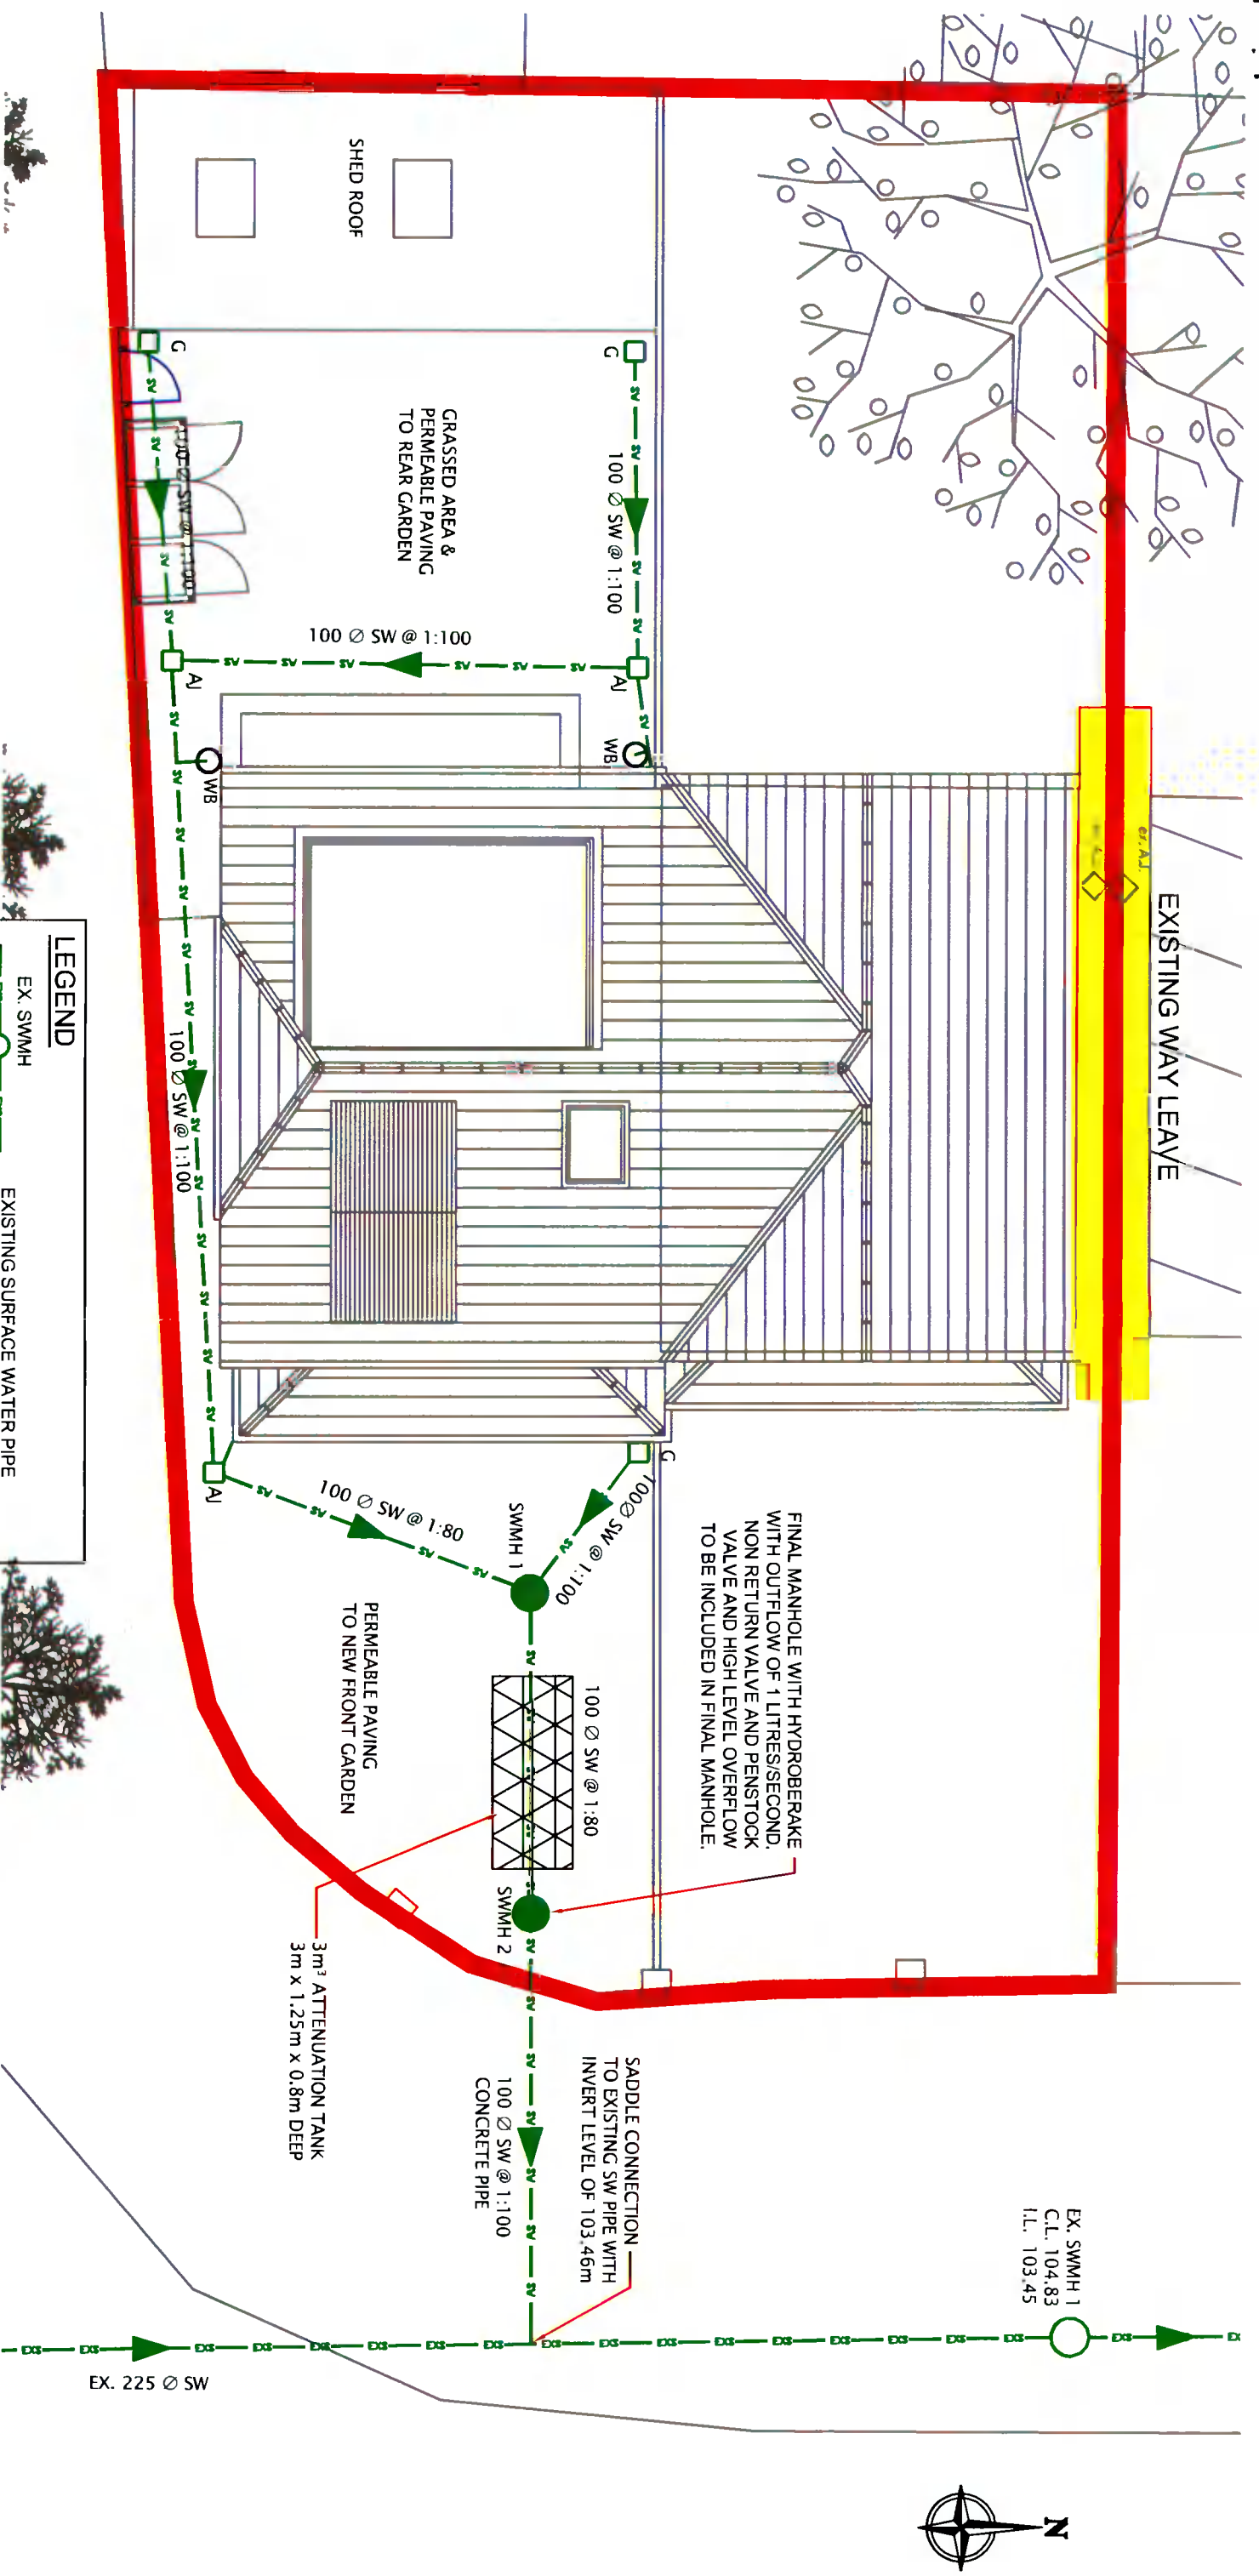 EXISTING WAY LEAVE
ex. A.J.
EX. SWMH 1
C.L. 104.83
I.L. 103.45
N
FINAL MANHOLE WITH HYDROBERAKE
WITH OUTFLOW OF 1 LITRES/SECOND.
NON RETURN VALVE AND PENSTOCK
VALVE AND HIGH LEVEL OVERFLOW
TO BE INCLUDED IN FINAL MANHOLE.
SADDLE CONNECTION
TO EXISTING SW PIPE WITH
INVERT LEVEL OF 103.46m
G
100 Ø SW @ 1:100
AJ
WB
G
100Ø SW @ 1:100
100 Ø SW @ 1:80
SWMH 1
SWMH 2
100 Ø SW @ 1:100
CONCRETE PIPE
GRASSED AREA &
PERMEABLE PAVING
TO REAR GARDEN
100 Ø SW @ 1:100
SHED ROOF
100 Ø SW @ 1:80
PERMEABLE PAVING
TO NEW FRONT GARDEN
3m³ ATTENUATION TANK
3m x 1.25m x 0.8m DEEP
G
100 Ø SW @ 1:100
AJ
WB
100 Ø SW @ 1:100
AJ
EX. 225 Ø SW
LEGEND
EX. SWMH
EXISTING SURFACE WATER PIPE